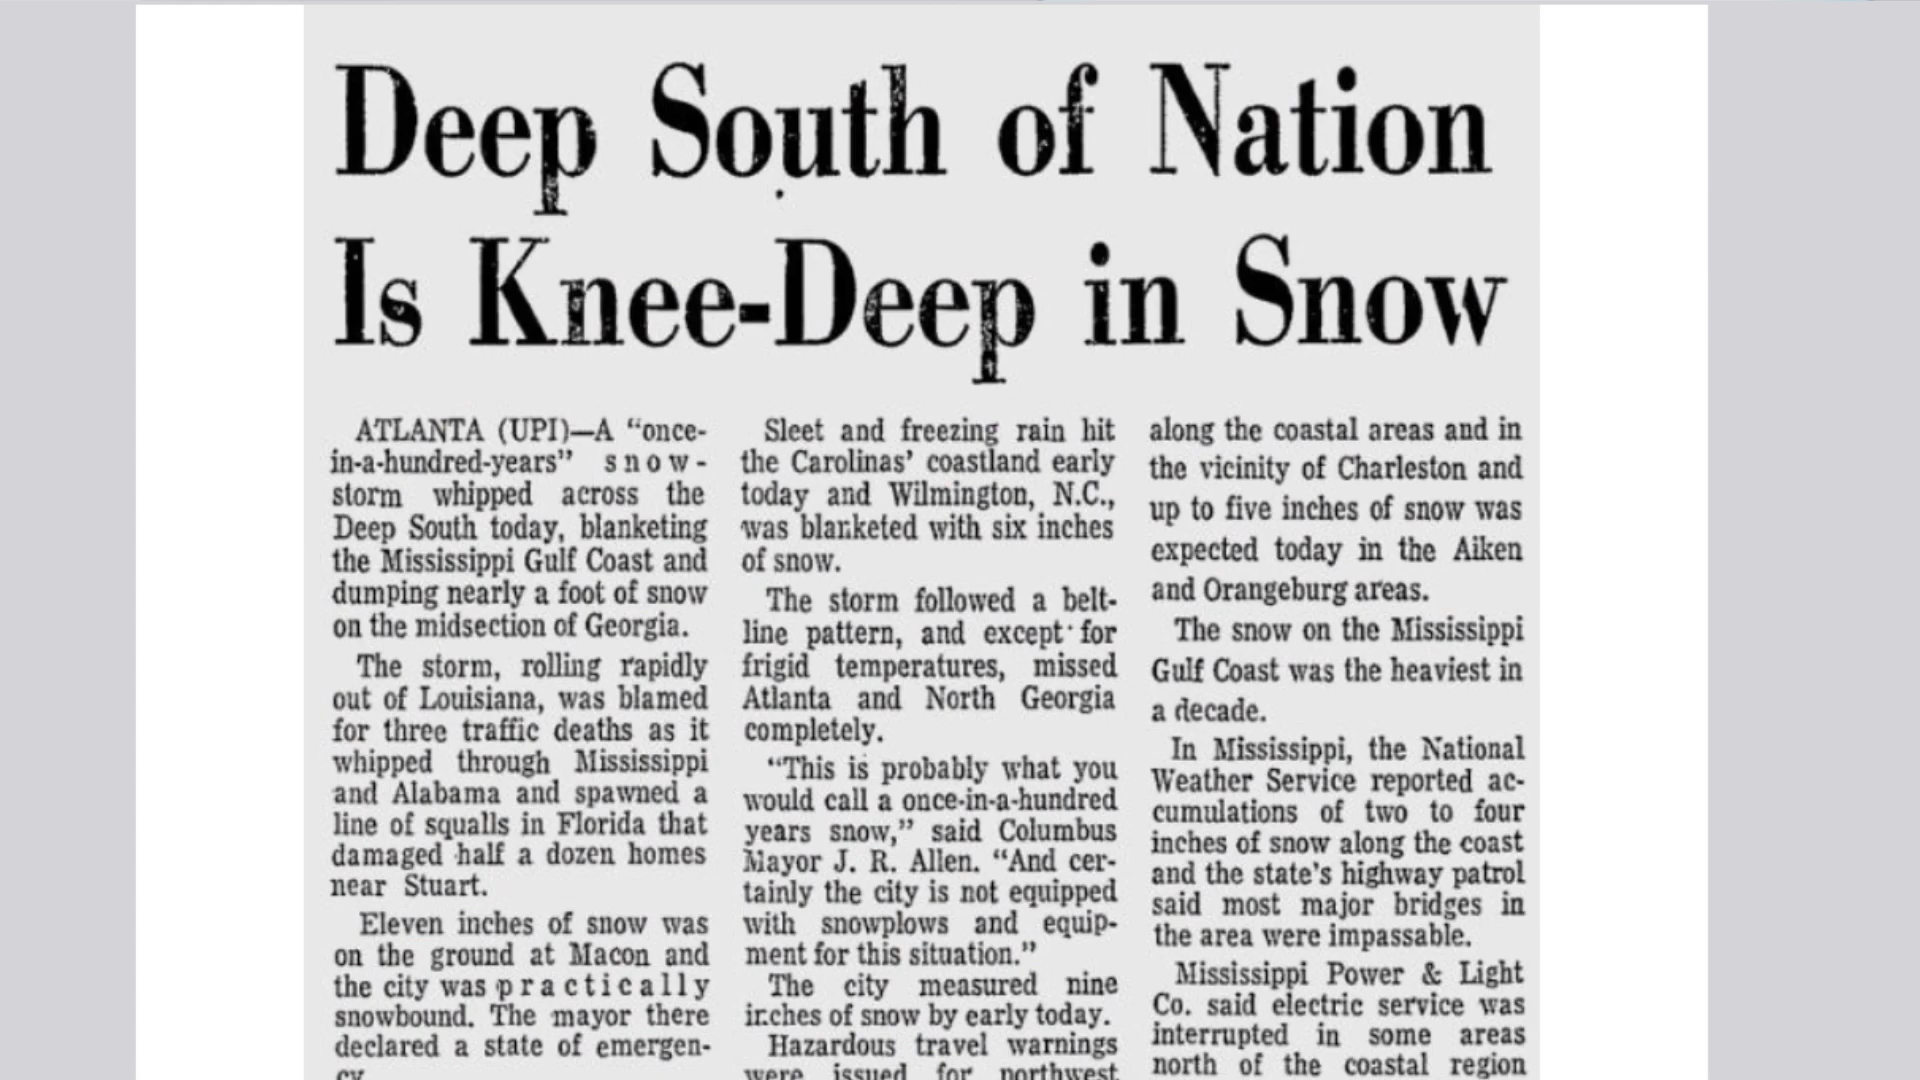 Deep South of Nation
Is Knee-Deep in Snow
ATLANTA (UPI)—A “once-
in-a-hundred-years” snow-
storm whipped across the
Deep South today, blanketing
the Mississippi Gulf Coast and
dumping nearly a foot of snow
on the midsection of Georgia.
The storm, rolling rapidly
out of Louisiana, was blamed
for three traffic deaths as it
whipped through Mississippi
and Alabama and spawned a
line of squalls in Florida that
damaged half a dozen homes
near Stuart.
Eleven inches of snow was
on the ground at Macon and
the city was practically
snowbound. The mayor there
declared a state of emergen-
cy.
Sleet and freezing rain hit
the Carolinas’ coastland early
today and Wilmington, N.C.,
was blanketed with six inches
of snow.
The storm followed a belt-
line pattern, and except for
frigid temperatures, missed
Atlanta and North Georgia
completely.
“This is probably what you
would call a once-in-a-hundred
years snow,” said Columbus
Mayor J. R. Allen. “And cer-
tainly the city is not equipped
with snowplows and equip-
ment for this situation.”
The city measured nine
inches of snow by early today.
Hazardous travel warnings
were issued for northwest
along the coastal areas and in
the vicinity of Charleston and
up to five inches of snow was
expected today in the Aiken
and Orangeburg areas.
The snow on the Mississippi
Gulf Coast was the heaviest in
a decade.
In Mississippi, the National
Weather Service reported ac-
cumulations of two to four
inches of snow along the coast
and the state’s highway patrol
said most major bridges in
the area were impassable.
Mississippi Power & Light
Co. said electric service was
interrupted in some areas
north of the coastal region